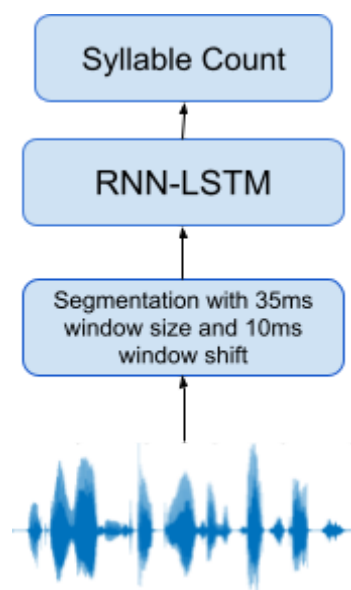 Syllable Count
RNN-LSTM
Segmentation with 35ms
window size and 10ms
window shift